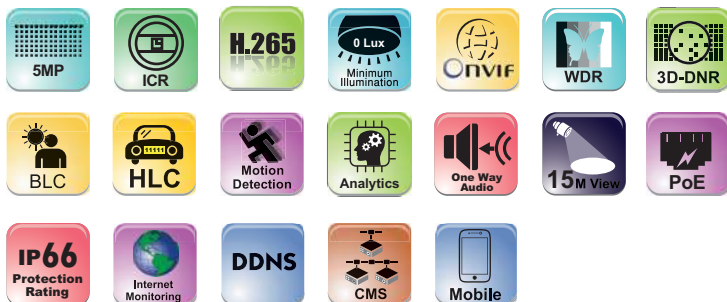 5MP
ICR
H.265
0 Lux
Minimum
Illumination
ONVIF
WDR
3D-DNR
BLC
HLC
Motion
Detection
Analytics
One Way
Audio
15M View
PoE
IP66
Protection
Rating
Internet
Monitoring
DDNS
CMS
Mobile